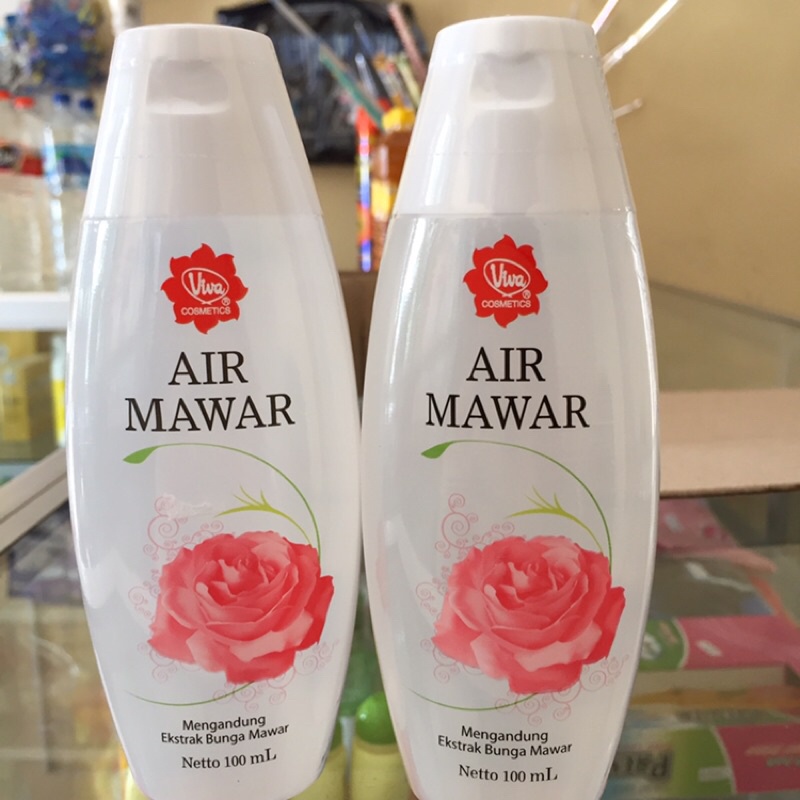 Viva®
COSMETICS
AIR
MAWAR
Mengandung
Ekstrak Bunga Mawar
Netto 100 mL
Viva®
COSMETICS
AIR
MAWAR
Mengandung
Ekstrak Bunga Mawar
Netto 100 mL